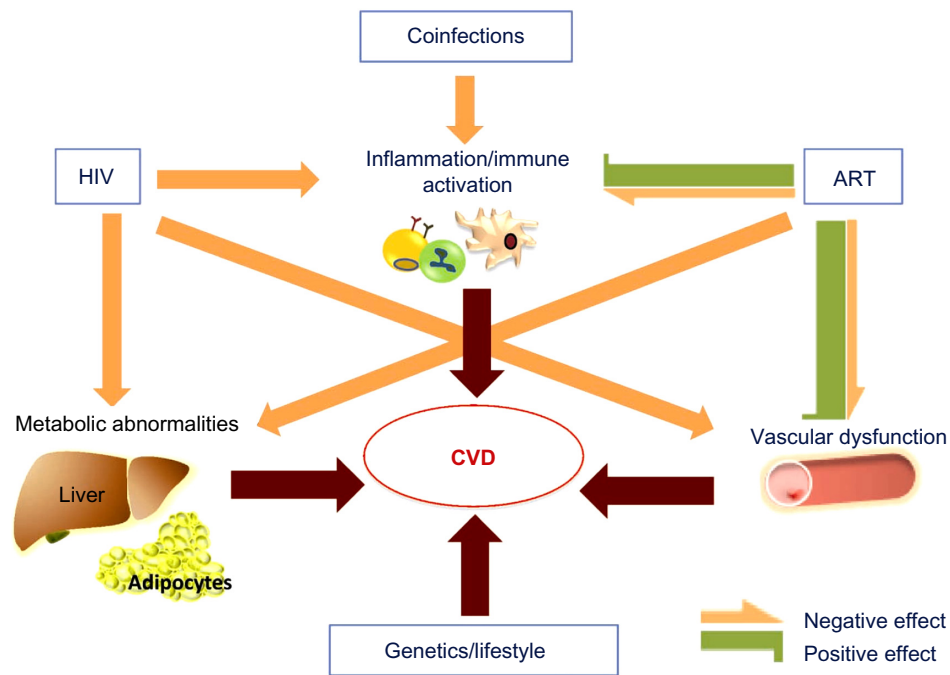 Coinfections
HIV
Inflammation/immune
activation
ART
Metabolic abnormalities
Liver
Adipocytes
CVD
Vascular dysfunction
Genetics/lifestyle
Negative effect
Positive effect